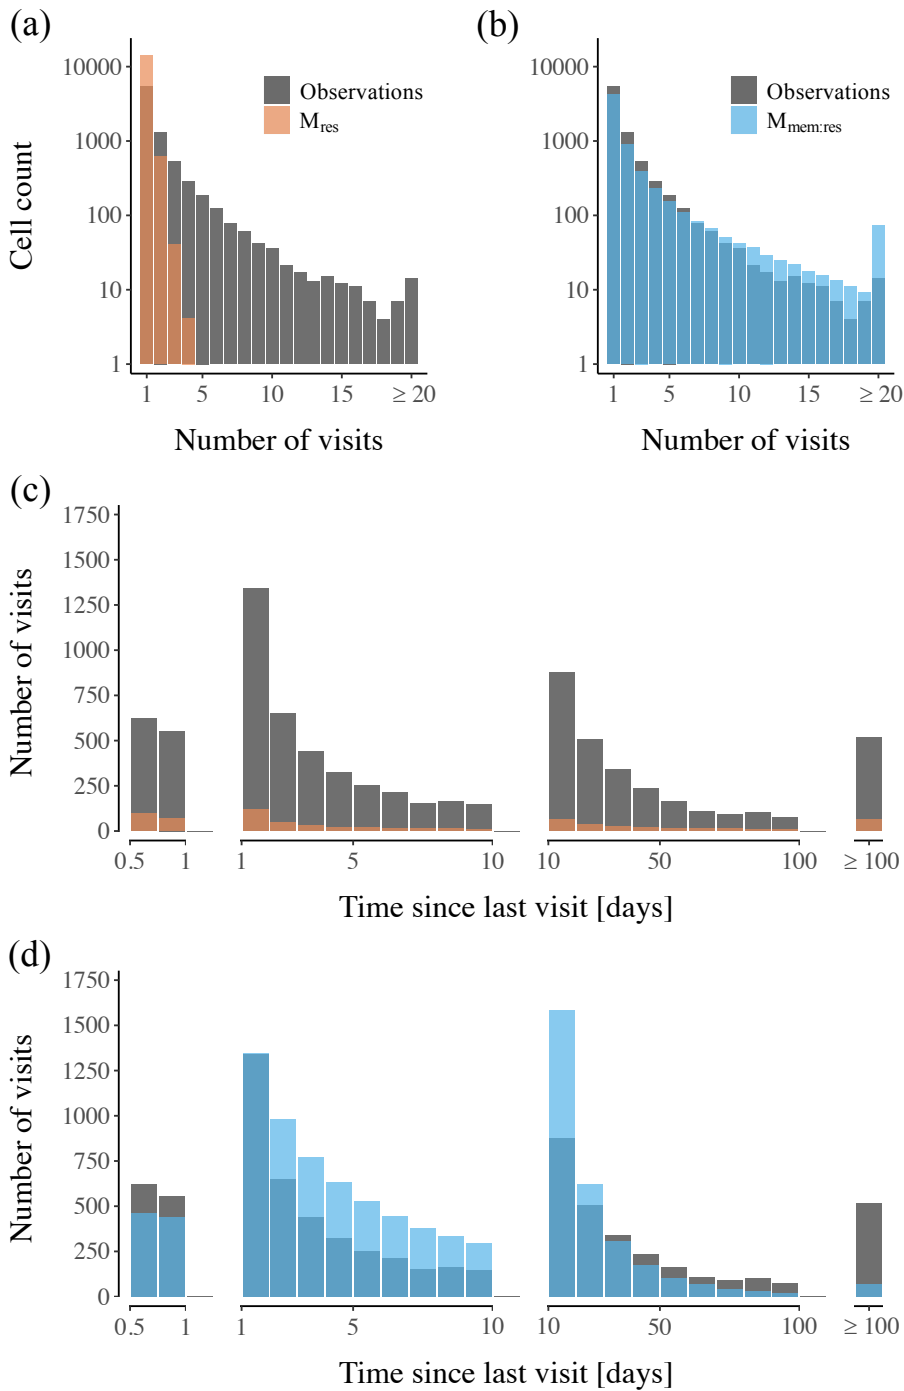 (a)
10000
1000
100
10
1
Cell count
Observations
Mres
1 5 10 15 ≥ 20
Number of visits
(b)
10000
1000
100
10
1
Observations
Mmem:res
1 5 10 15 ≥ 20
Number of visits
(c)
1750
1500
1250
1000
750
500
250
0
Number of visits
0.5 1 1 5 10 10 50 100 ≥ 100
Time since last visit [days]
(d)
1750
1500
1250
1000
750
500
250
0
Number of visits
0.5 1 1 5 10 10 50 100 ≥ 100
Time since last visit [days]